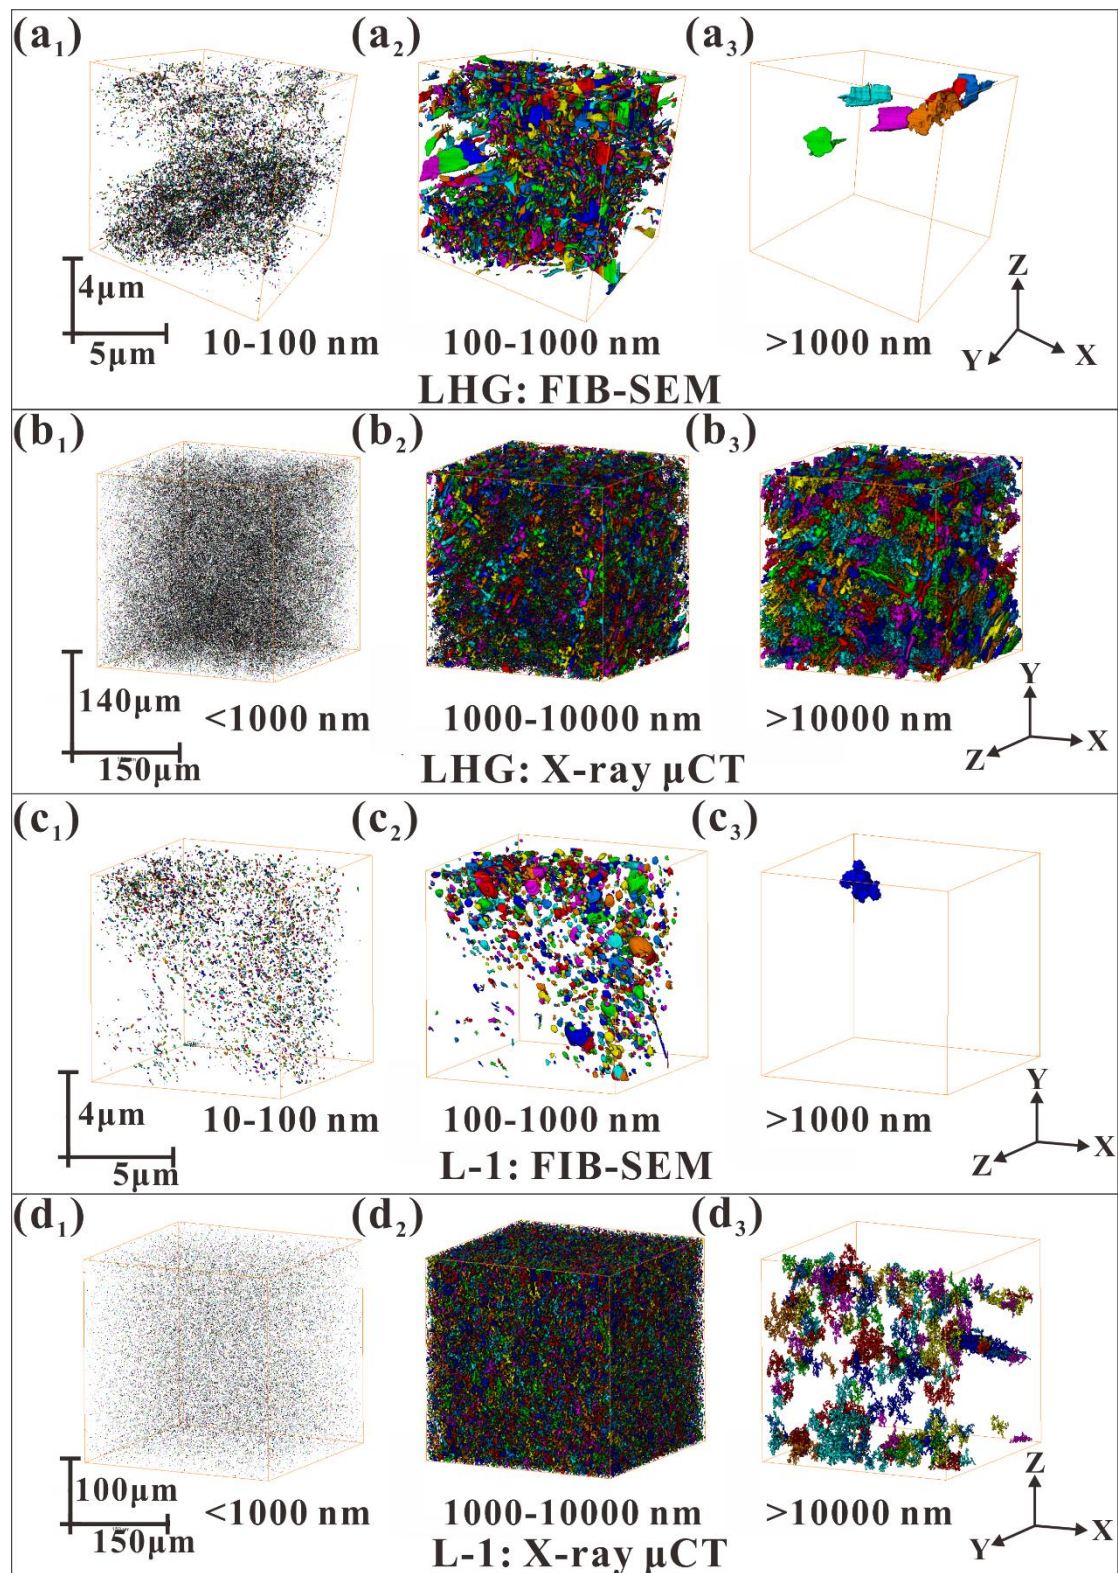 (a₁) (a₂) (a₃)
4μm
5μm
10-100 nm 100-1000 nm >1000 nm
Z
Y X
LHG: FIB-SEM
(b₁) (b₂) (b₃)
140μm
150μm
<1000 nm 1000-10000 nm >10000 nm
Y
Z X
LHG: X-ray μCT
(c₁) (c₂) (c₃)
4μm
5μm
10-100 nm 100-1000 nm >1000 nm
Y
Z X
L-1: FIB-SEM
(d₁) (d₂) (d₃)
100μm
150μm
<1000 nm 1000-10000 nm >10000 nm
Z
Y X
L-1: X-ray μCT